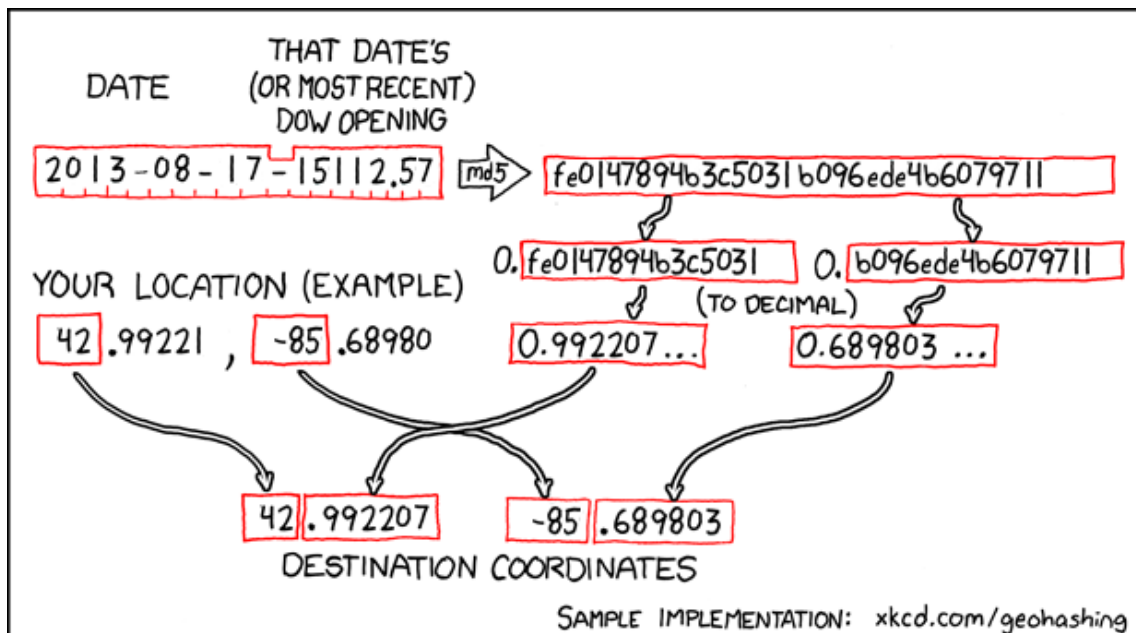 DATE
THAT DATE'S
(OR MOST RECENT)
DOW OPENING
2013-08-17-15112.57
md5
fe0147894b3c5031b096ede4b6079711
0.fe0147894b3c5031
0.b096ede4b6079711
YOUR LOCATION (EXAMPLE)
(TO DECIMAL)
42.99221, -85.68980
0.992207...
0.689803...
42.992207
-85.689803
DESTINATION COORDINATES
SAMPLE IMPLEMENTATION: xkcd.com/geohashing